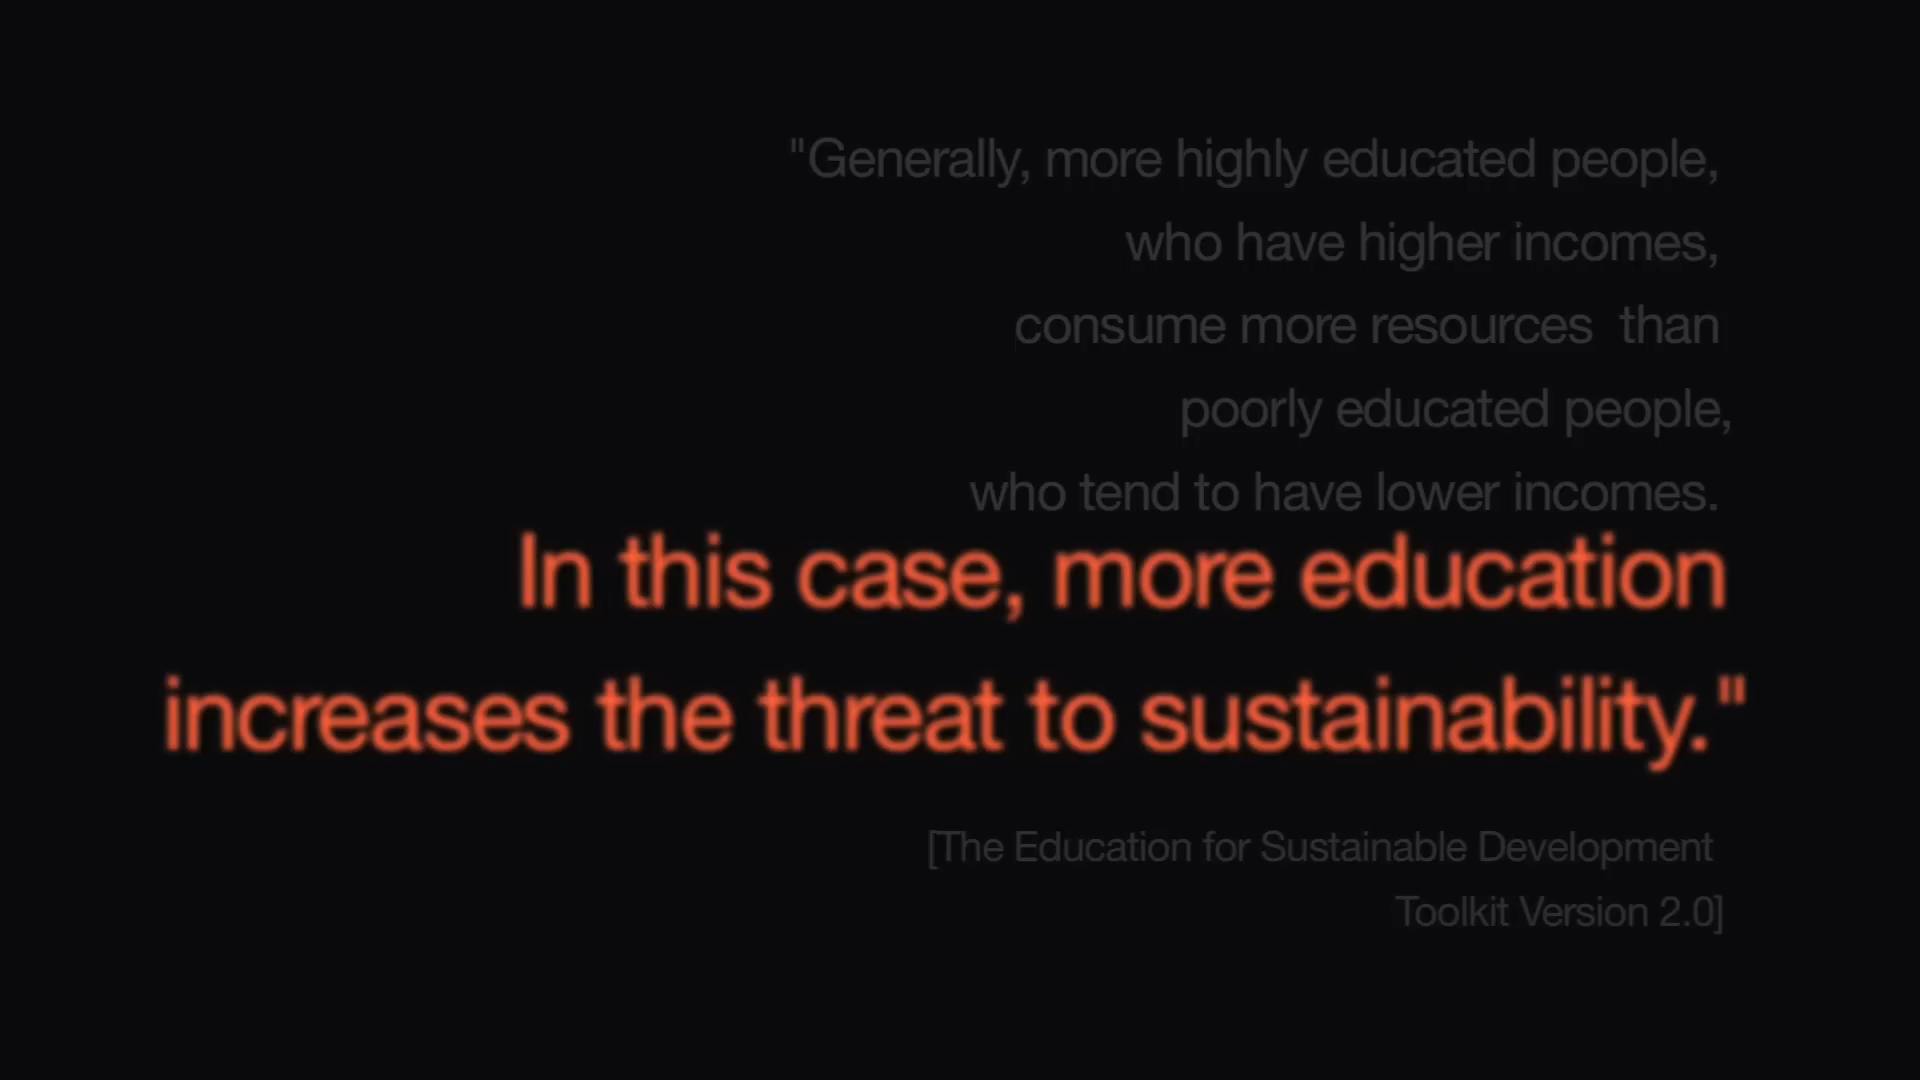 "Generally, more highly educated people,
who have higher incomes,
consume more resources  than
poorly educated people,
who tend to have lower incomes.
In this case, more education
increases the threat to sustainability."
[The Education for Sustainable Development
Toolkit Version 2.0]